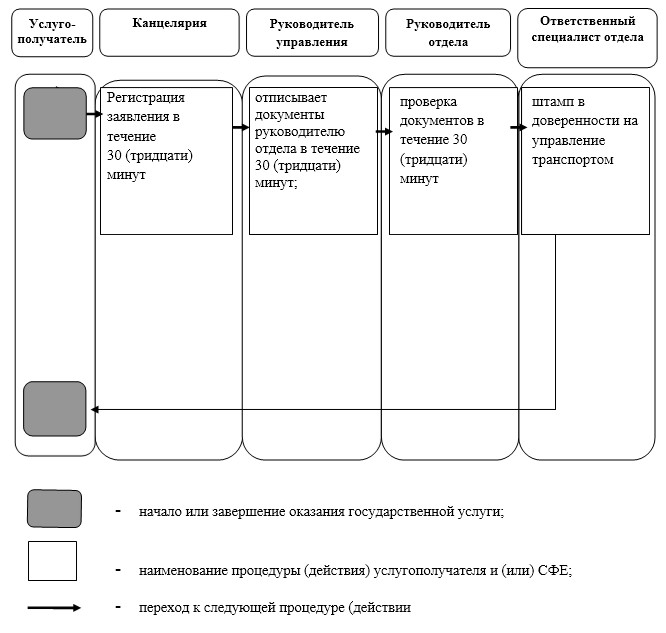 Услуго-
получатель
Канцелярия
Руководитель
управления
Руководитель
отдела
Ответственный
специалист отдела
Регистрация
заявления в
течение
30 (тридцати)
минут
отписывает
документы
руководителю
отдела в течение
30 (тридцати)
минут;
проверка
документов в
течение 30
(тридцати)
минут
штамп в
доверенности на
управление
транспортом
- начало или завершение оказания государственной услуги;
- наименование процедуры (действия) услугополучателя и (или) СФЕ;
- переход к следующей процедуре (действии